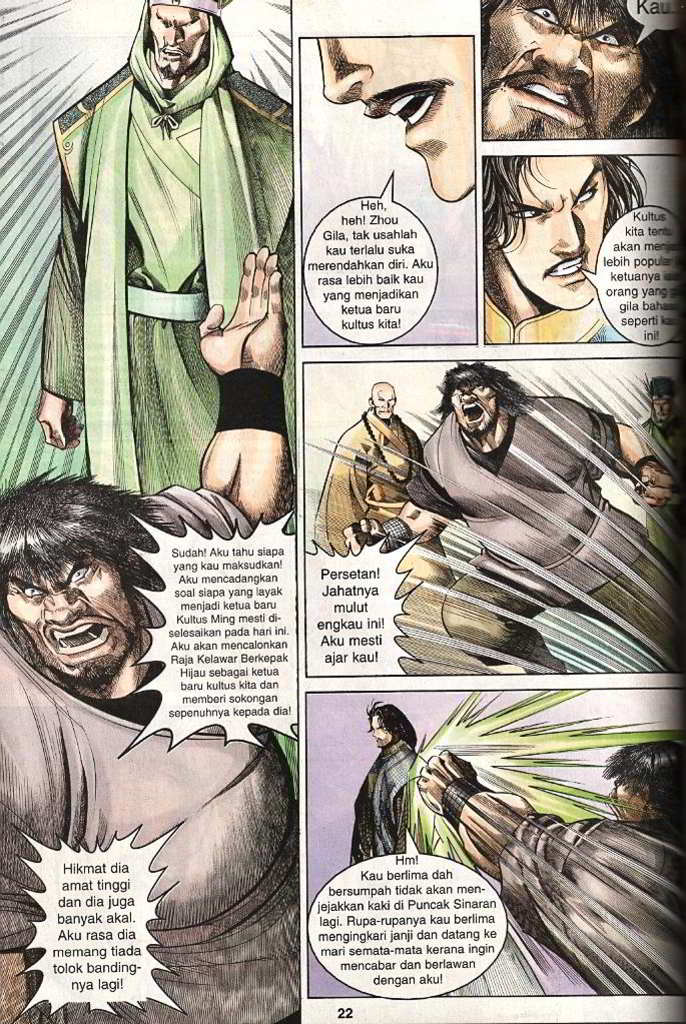 Sudah! Aku tahu siapa
yang kau maksudkan!
Aku mencadangkan
soal siapa yang layak
menjadi ketua baru
Kultus Ming mesti di-
selesaikan pada hari ini.
Aku akan mencalonkan
Raja Kelawar Berkepak
Hijau sebagai ketua
baru kultus kita dan
memberi sokongan
sepenuhnya kepada dia!
Hikmat dia
amat tinggi
dan dia juga
banyak akal.
Aku rasa dia
memang tiada
tolok banding-
nya lagi!
Heh,
heh! Zhou
Gila, tak usahlah
kau terlalu suka
merendahkan diri. Aku
rasa lebih baik kau
yang menjadikan
ketua baru
kultus kita!
Kau
Kultus
kita
akan
lebih
ketuanya
orang yang
gila
seperti
ini!
Persetan!
Jahatnya
mulut
engkau ini!
Aku mesti
ajar kau!
Hm!
Kau berlima dah
bersumpah tidak akan men-
jejakkan kaki di Puncak Sinaran
lagi. Rupa-rupanya kau berlima
mengingkari janji dan datang ke
mari semata-mata kerana ingin
mencabar dan berlawan
dengan aku!
22